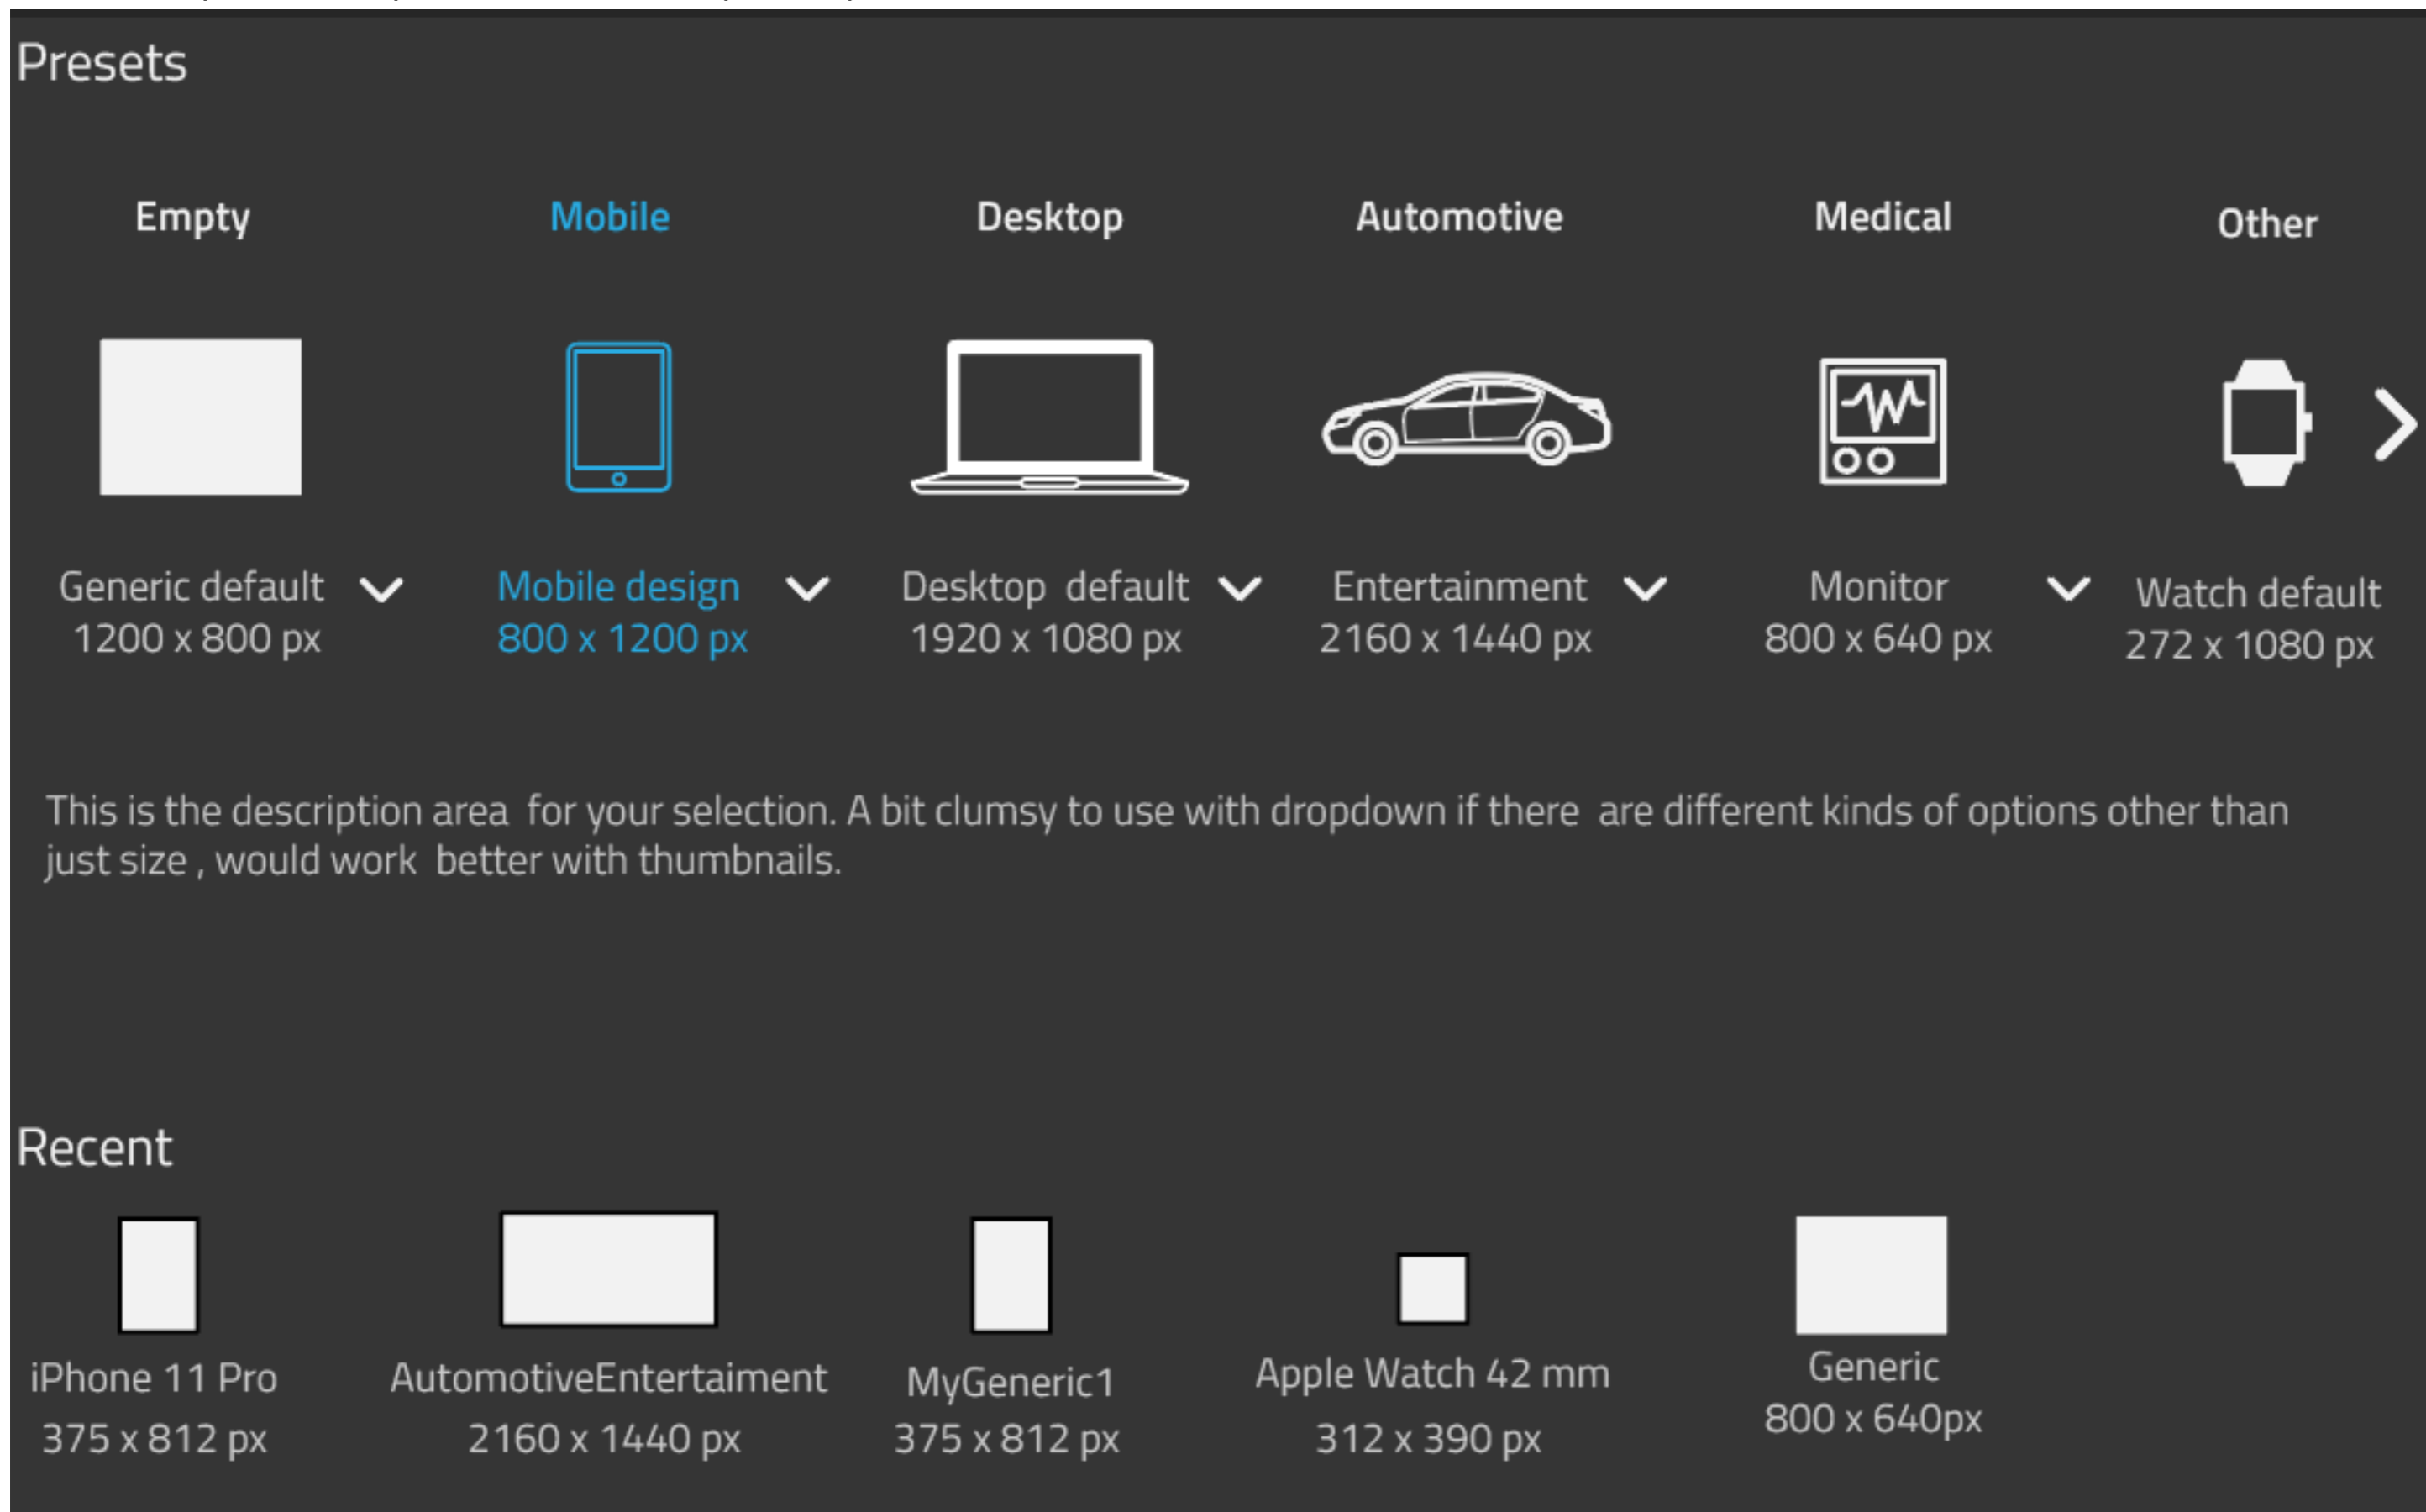 Presets
Empty
Mobile
Desktop
Automotive
Medical
Other
Generic default
1200 x 800 px
Mobile design
800 x 1200 px
Desktop default
1920 x 1080 px
Entertainment
2160 x 1440 px
Monitor
800 x 640 px
Watch default
272 x 1080 px
This is the description area for your selection. A bit clumsy to use with dropdown if there are different kinds of options other than
just size , would work better with thumbnails.
Recent
iPhone 11 Pro
375 x 812 px
AutomotiveEntertaiment
2160 x 1440 px
MyGeneric1
375 x 812 px
Apple Watch 42 mm
312 x 390 px
Generic
800 x 640px